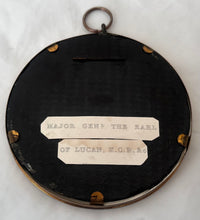 MAJOR GENL THE EARL
OF LUCAN, K.C.B. &c